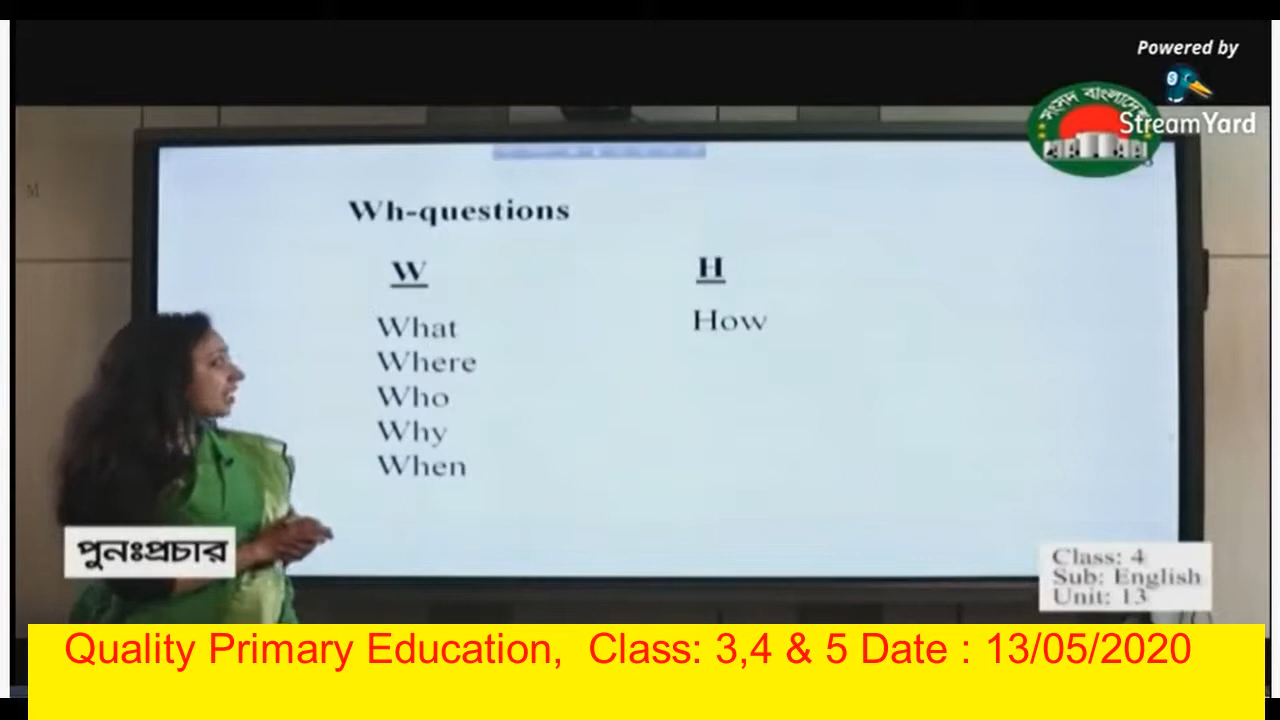 Powered by
সংসদ বাংলাদেশ
StreamYard
Wh-questions
W
H
What
How
Where
Who
Why
When
পুনঃপ্রচার
Class: 4
Sub: English
Unit: 13
Quality Primary Education, Class: 3,4 & 5 Date : 13/05/2020